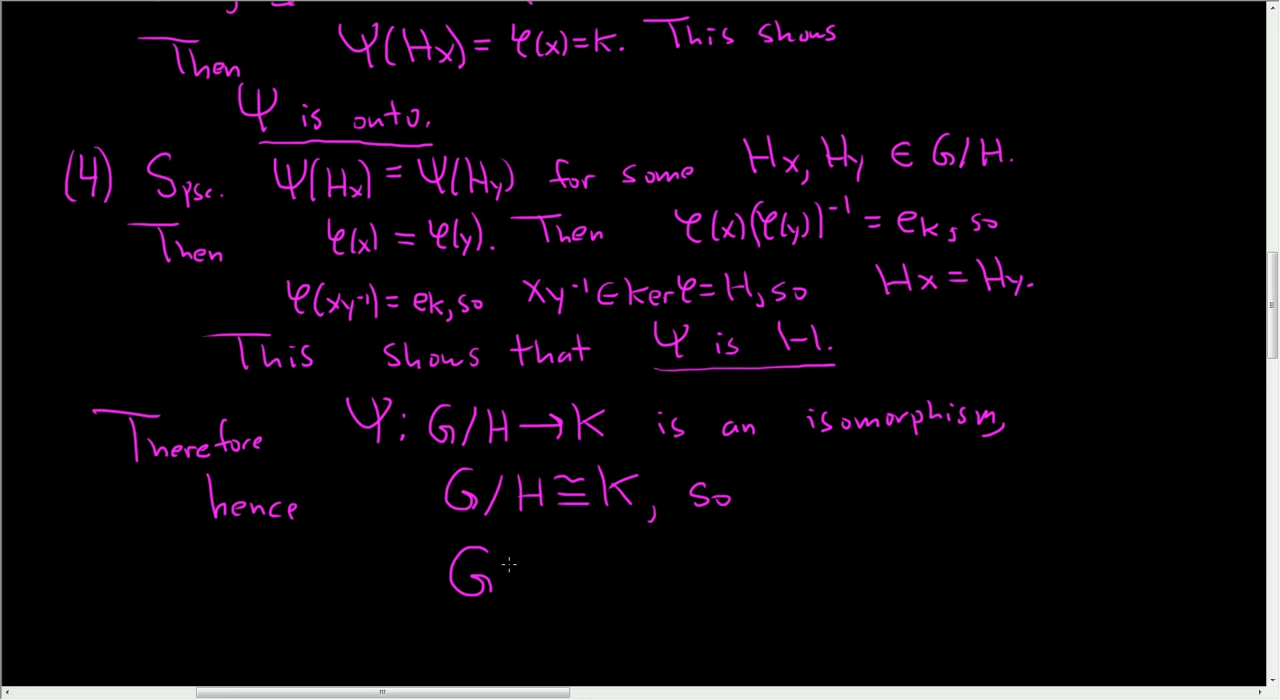 Then Ψ(Hx) = φ(x) = k. This shows
Ψ is onto.
(4) Spse. Ψ(Hx) = Ψ(Hy) for some Hx, Hy ∈ G/H.
Then φ(x) = φ(y). Then φ(x)(φ(y))⁻¹ = eK, so
φ(xy⁻¹) = eK, so xy⁻¹ ∈ ker φ = H, so Hx = Hy.
This shows that Ψ is 1-1.
Therefore Ψ: G/H → K is an isomorphism,
hence G/H ≅ K, so
G